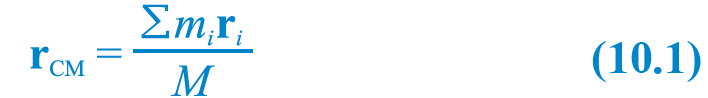 r_CM = Σm_i r_i / M (10.1)